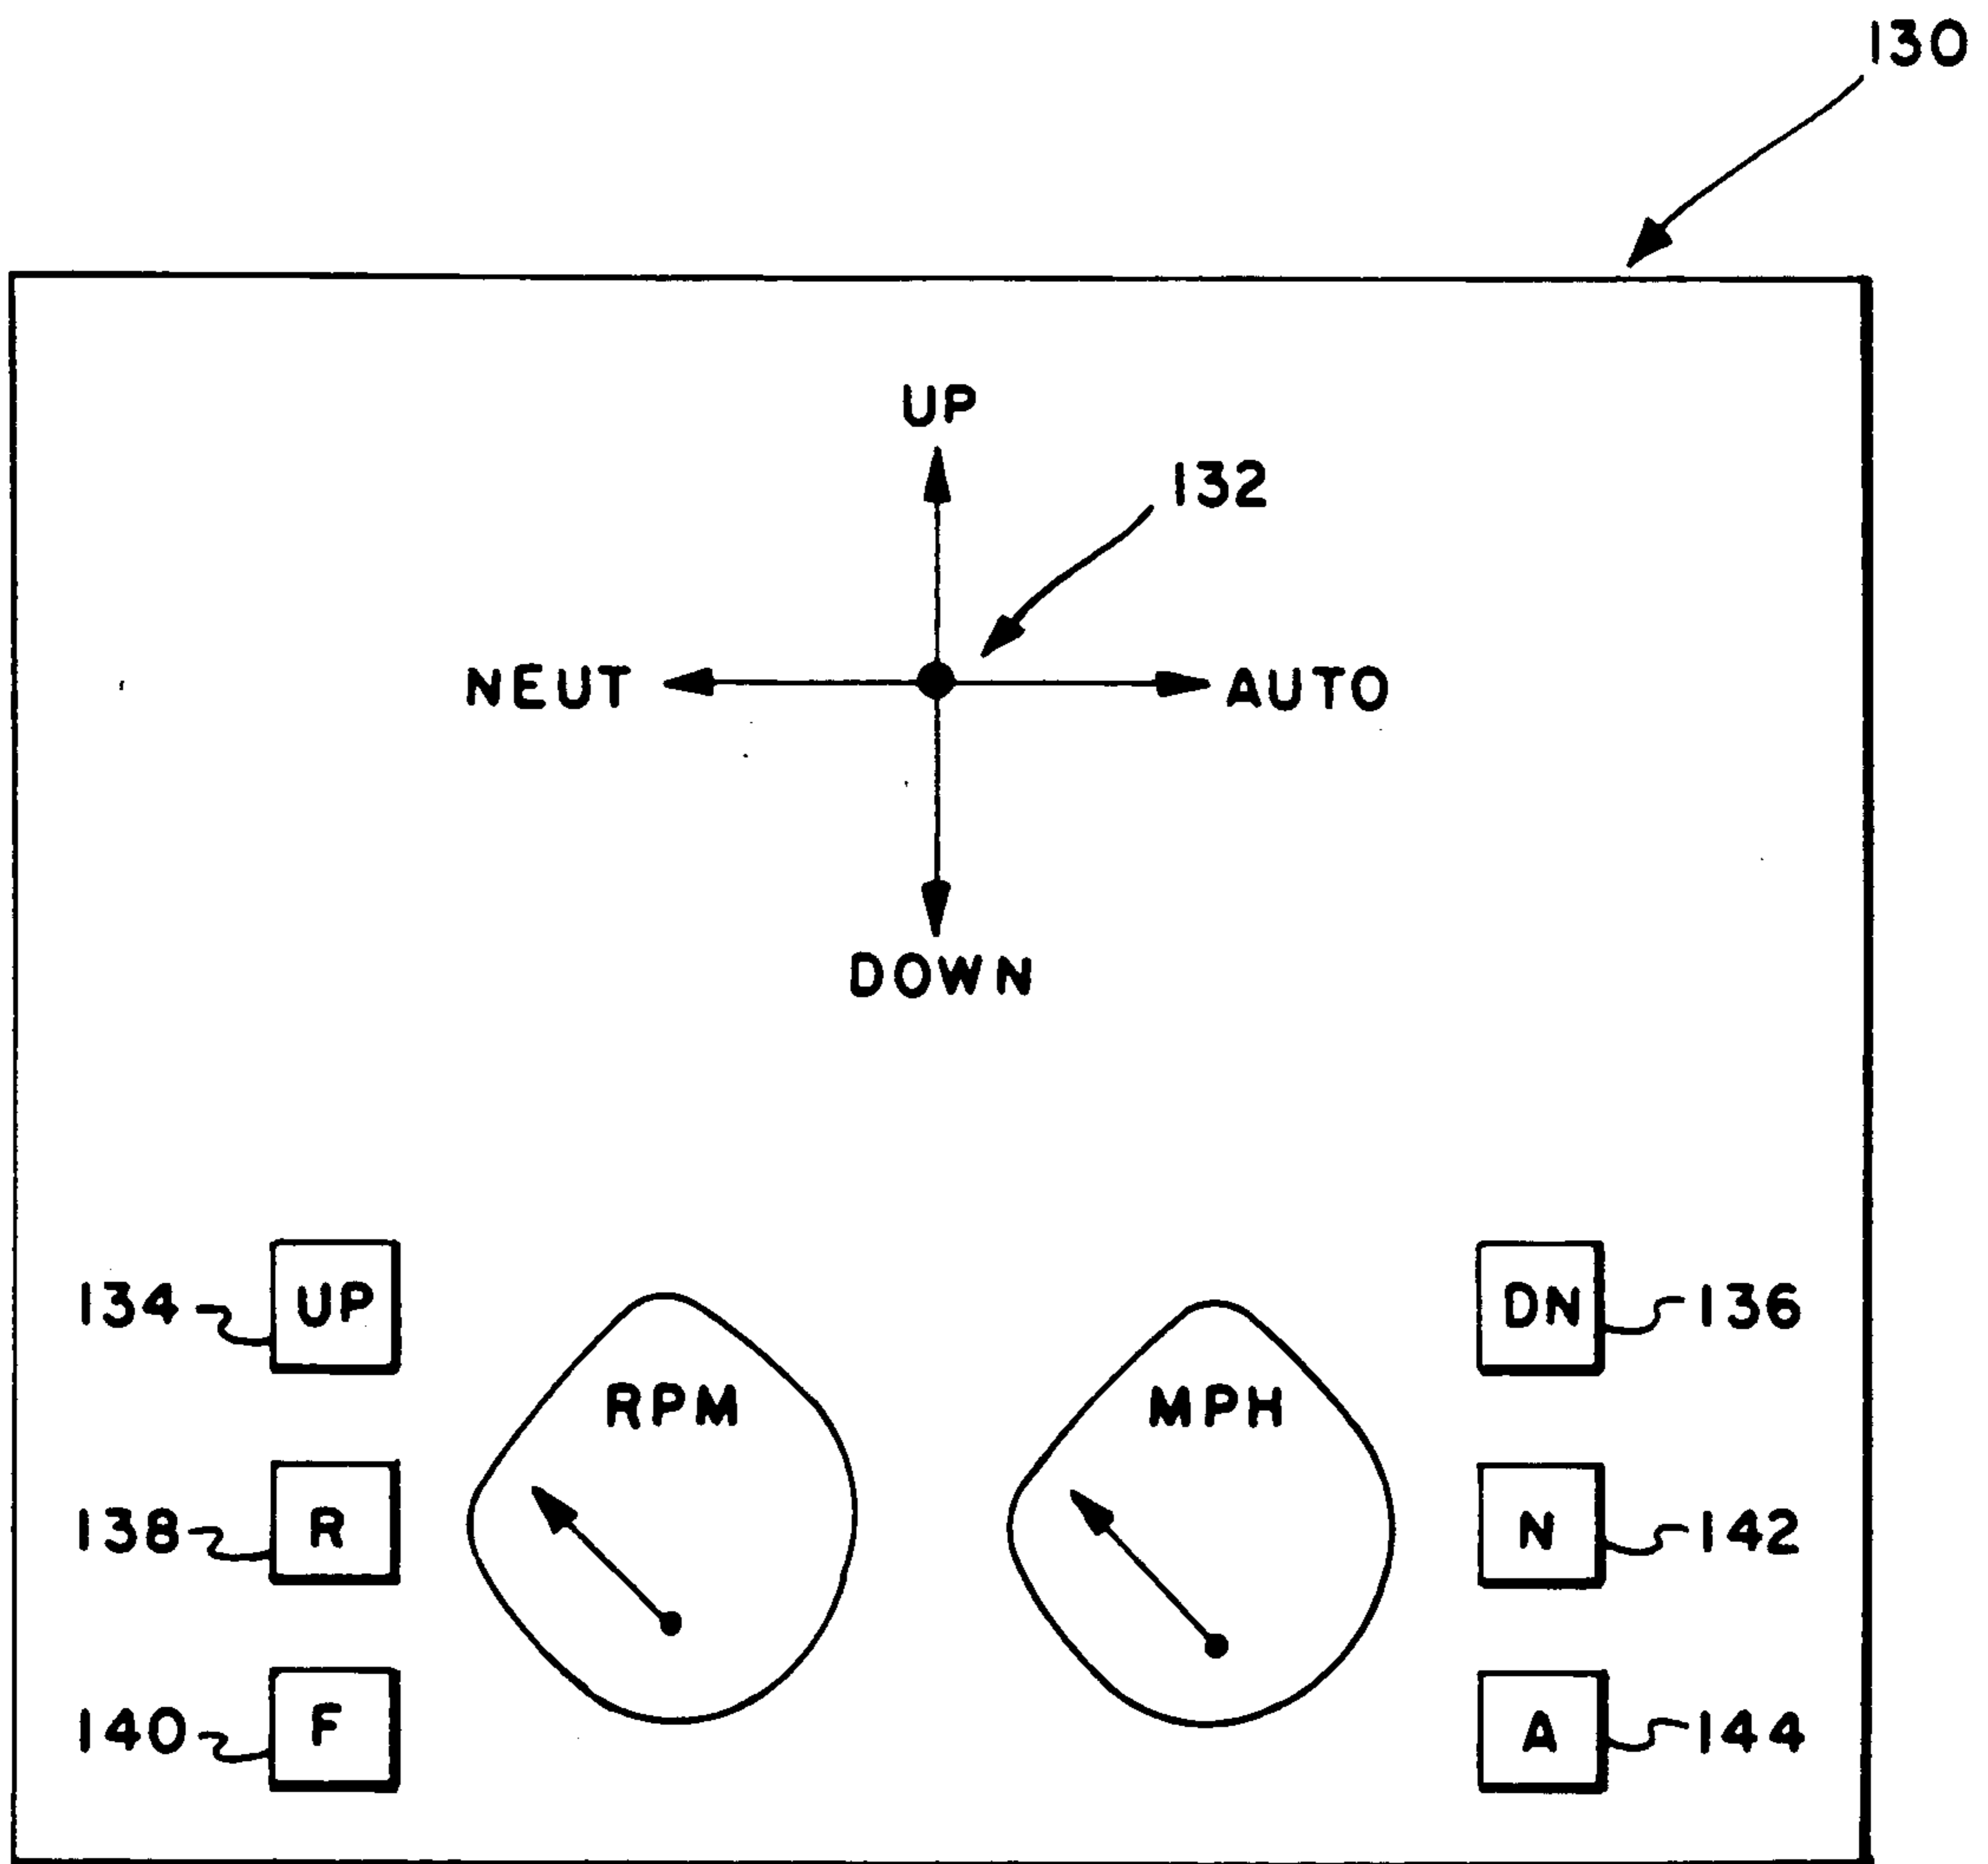 130
UP
132
NEUT AUTO
DOWN
134 UP DN 136
RPM MPH
138 R N 142
140 F A 144